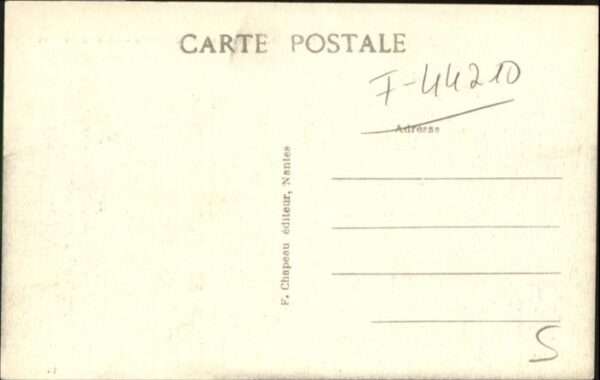 CARTE POSTALE
F-44210
Adresse
F. Chapeau éditeur, Nantes
S